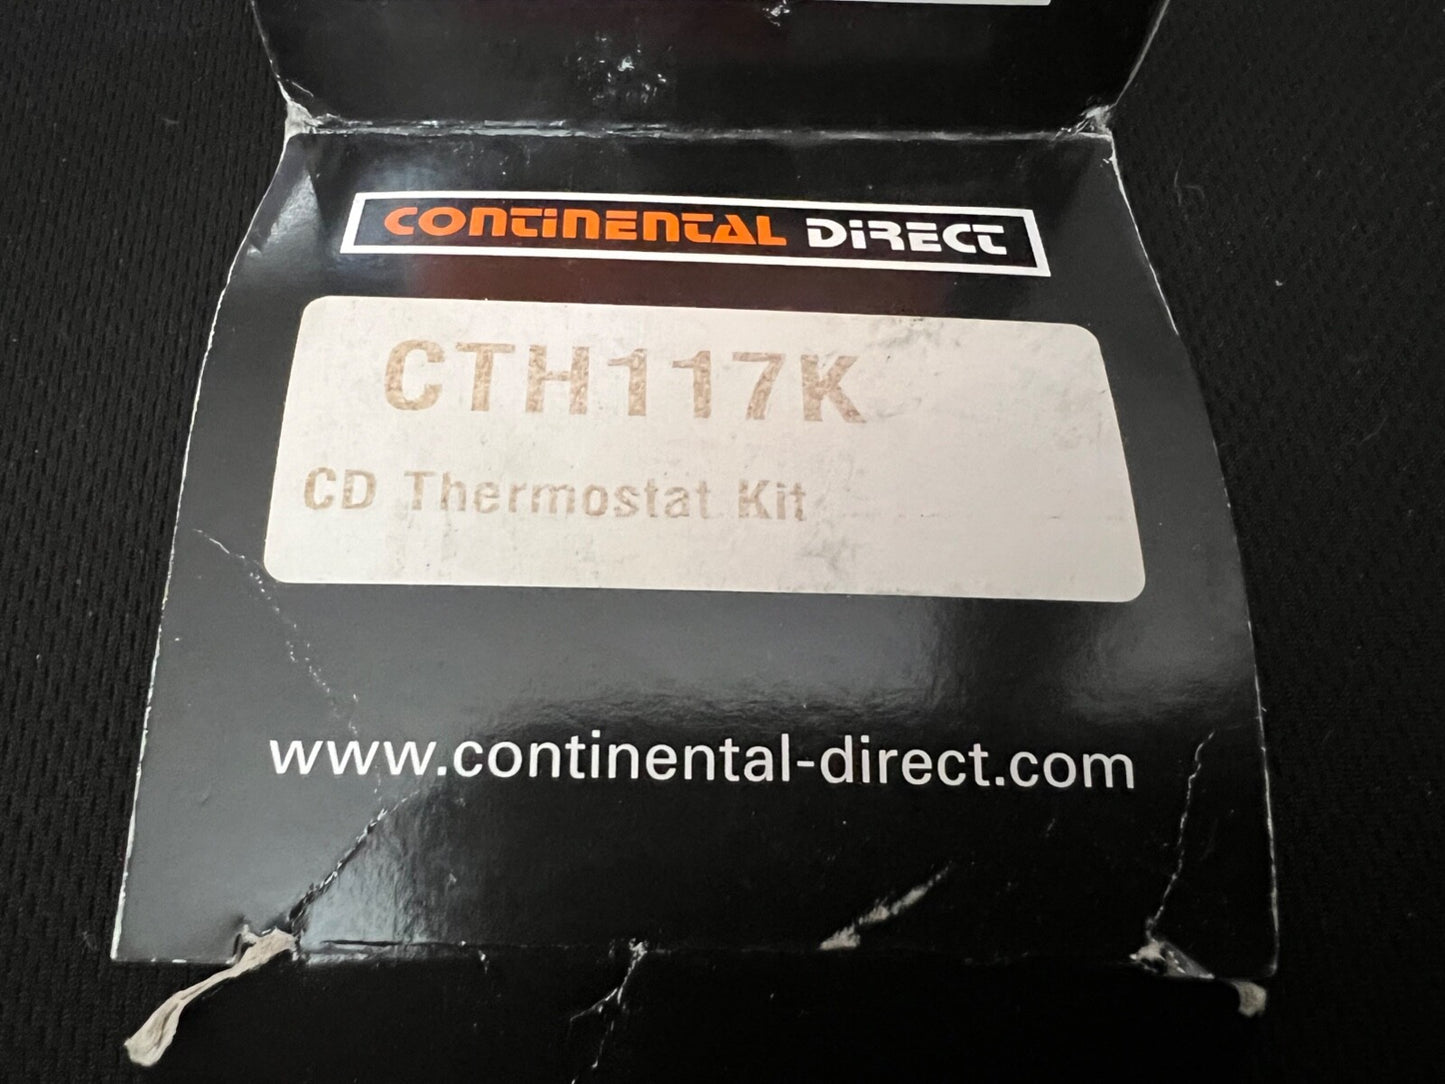 CONTINENTAL DIRECT
CTH117K
CD Thermostat Kit
www.continental-direct.com